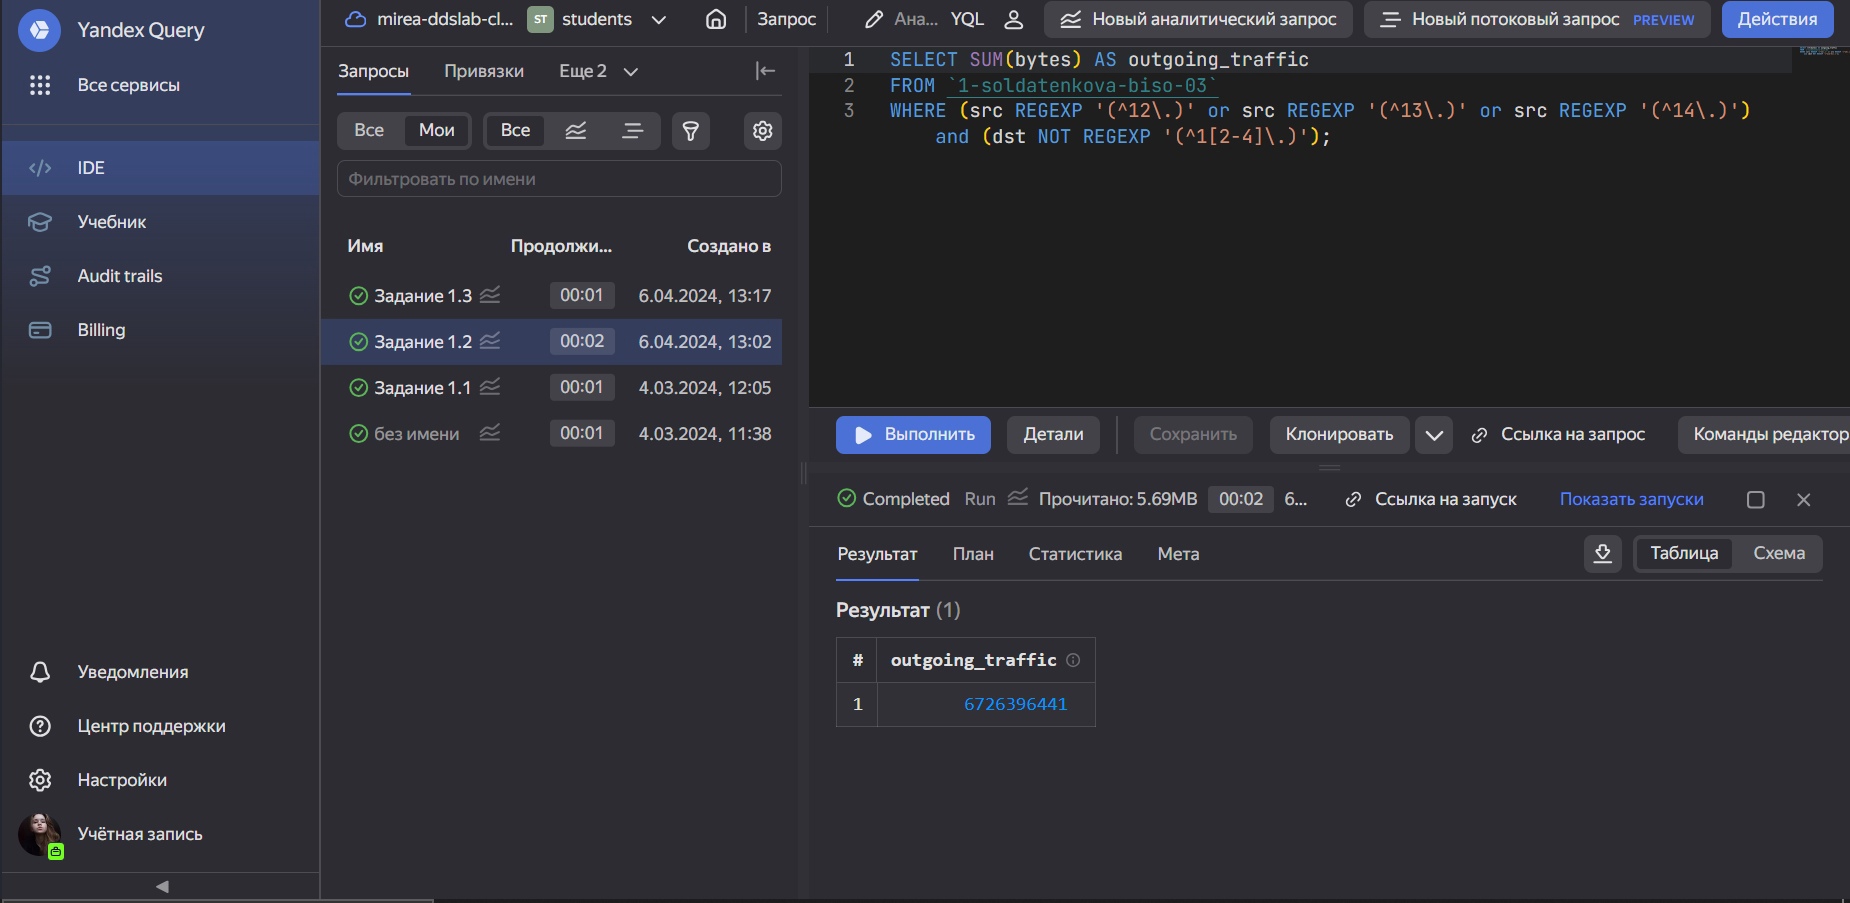 Yandex Query
Все сервисы
IDE
Учебник
Audit trails
Billing
Уведомления
Центр поддержки
Настройки
Учётная запись
mirea-ddslab-cl... ST students
Запрос
Ана... YQL
Новый аналитический запрос
Новый потоковый запрос PREVIEW
Действия
Запросы Привязки Еще 2
Все Мои Все
Фильтровать по имени
Имя Продолжи... Создано в
Задание 1.3 00:01 6.04.2024, 13:17
Задание 1.2 00:02 6.04.2024, 13:02
Задание 1.1 00:01 4.03.2024, 12:05
без имени 00:01 4.03.2024, 11:38
1 SELECT SUM(bytes) AS outgoing_traffic
2 FROM `1-soldatenkova-biso-03`
3 WHERE (src REGEXP '(^12\.)' or src REGEXP '(^13\.)' or src REGEXP '(^14\.)')
and (dst NOT REGEXP '(^1[2-4]\.)');
Выполнить Детали Сохранить Клонировать Ссылка на запрос Команды редактор
Completed Run Прочитано: 5.69MB 00:02 6... Ссылка на запуск Показать запуски
Результат План Статистика Мета Таблица Схема
Результат (1)
# outgoing_traffic
1 6726396441